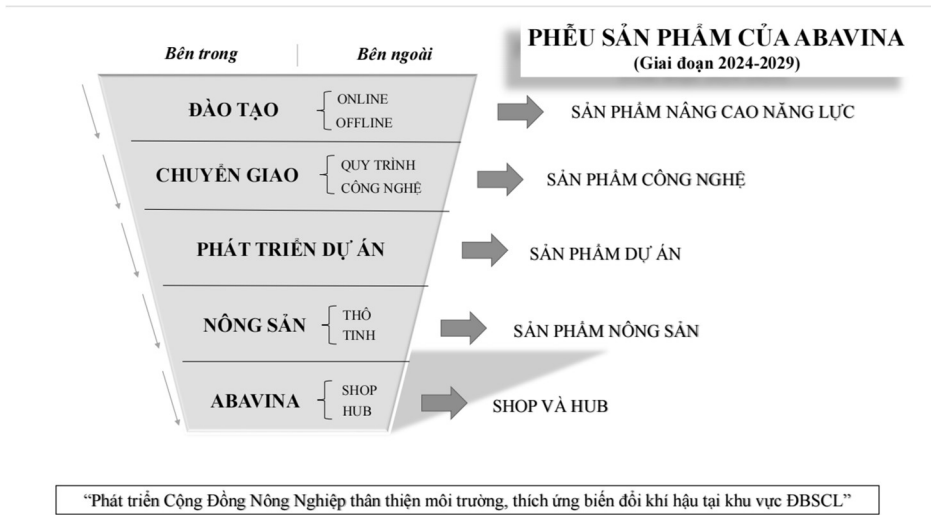 PHỄU SẢN PHẨM CỦA ABAVINA
(Giai đoạn 2024-2029)
Bên trong
Bên ngoài
ĐÀO TẠO
ONLINE
OFFLINE
SẢN PHẨM NÂNG CAO NĂNG LỰC
CHUYỂN GIAO
QUY TRÌNH
CÔNG NGHỆ
SẢN PHẨM CÔNG NGHỆ
PHÁT TRIỂN DỰ ÁN
SẢN PHẨM DỰ ÁN
NÔNG SẢN
THÔ
TINH
SẢN PHẨM NÔNG SẢN
ABAVINA
SHOP
HUB
SHOP VÀ HUB
“Phát triển Cộng Đồng Nông Nghiệp thân thiện môi trường, thích ứng biến đổi khí hậu tại khu vực ĐBSCL”